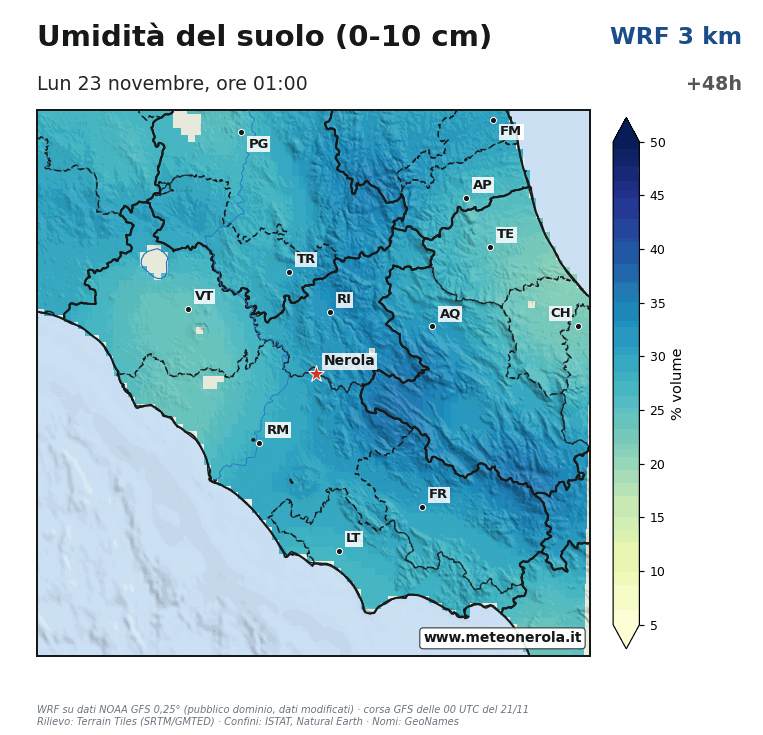 Umidità del suolo (0-10 cm)
WRF 3 km
Lun 23 novembre, ore 01:00
+48h
PG
FM
AP
TE
TR
VT
RI
AQ
CH
Nerola
RM
FR
LT
www.meteonerola.it
50
45
40
35
30
25
20
15
10
5
% volume
WRF su dati NOAA GFS 0,25° (pubblico dominio, dati modificati) · corsa GFS delle 00 UTC del 21/11
Rilievo: Terrain Tiles (SRTM/GMTED) · Confini: ISTAT, Natural Earth · Nomi: GeoNames